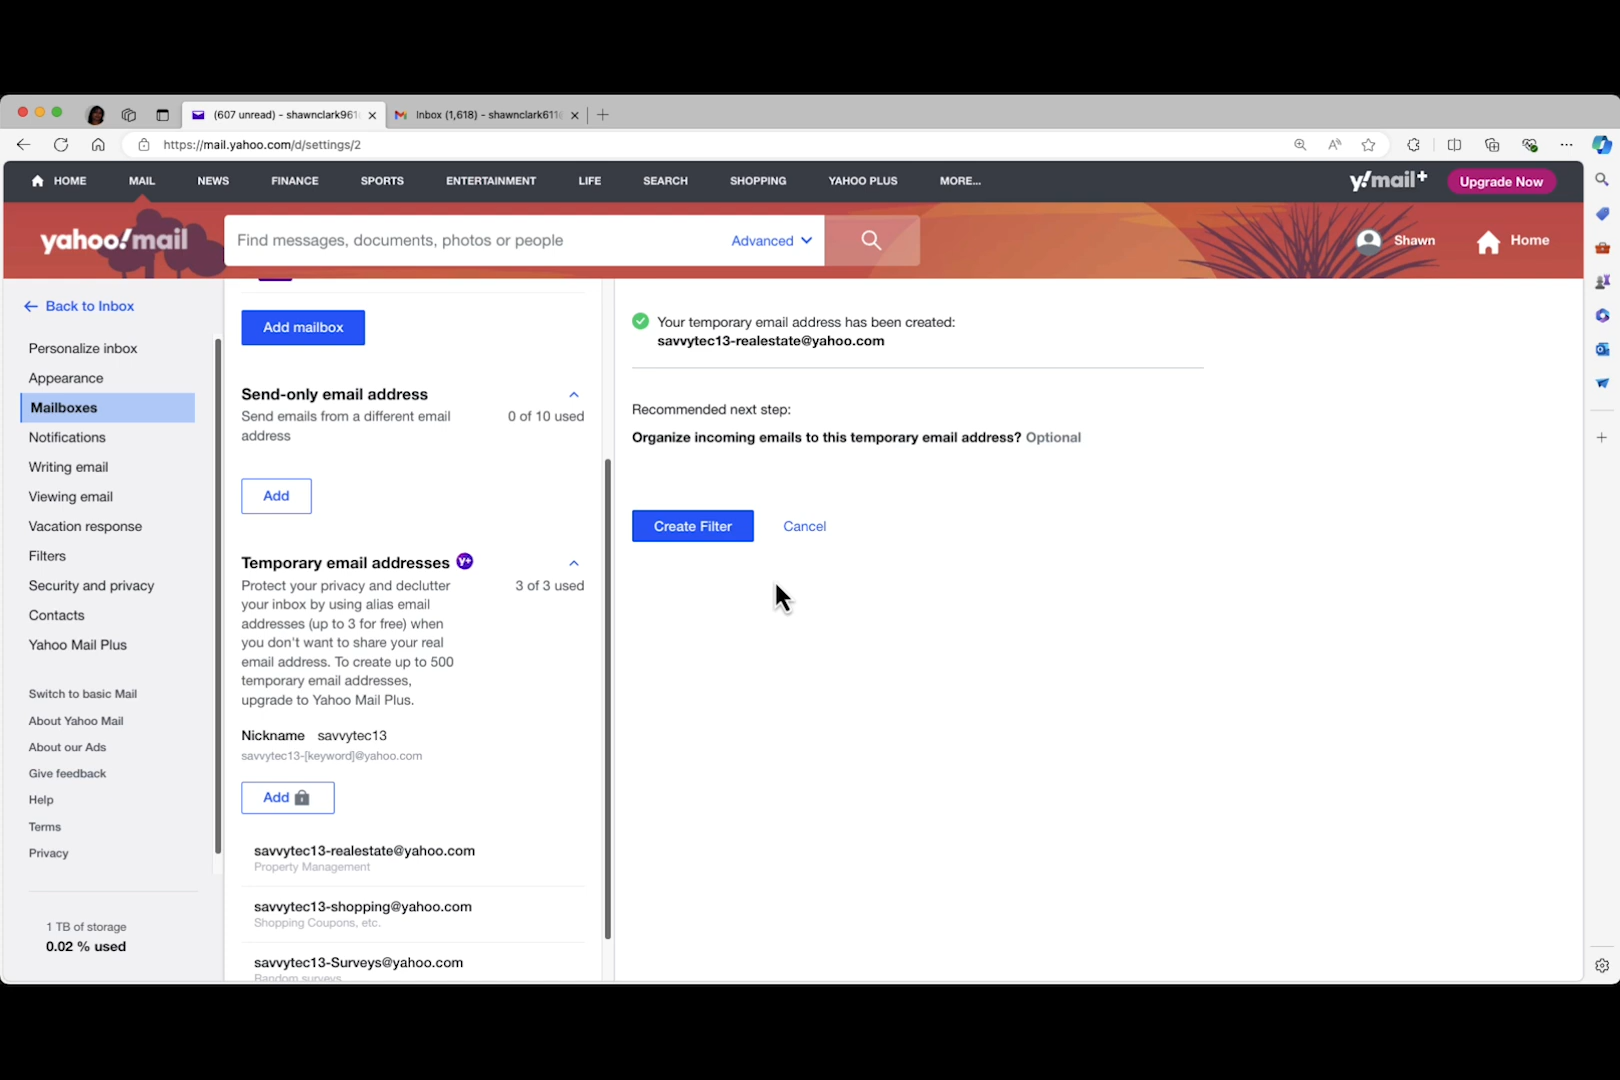 (607 unread) - shawnclark961
Inbox (1,618) - shawnclark611
https://mail.yahoo.com/d/settings/2
HOME MAIL NEWS FINANCE SPORTS ENTERTAINMENT LIFE SEARCH SHOPPING YAHOO PLUS MORE...
y!mail+
Upgrade Now
yahoo!mail
Find messages, documents, photos or people
Advanced
Shawn
Home
Back to Inbox
Personalize inbox
Appearance
Mailboxes
Notifications
Writing email
Viewing email
Vacation response
Filters
Security and privacy
Contacts
Yahoo Mail Plus
Switch to basic Mail
About Yahoo Mail
About our Ads
Give feedback
Help
Terms
Privacy
1 TB of storage
0.02 % used
Add mailbox
Send-only email address
Send emails from a different email
address
0 of 10 used
Add
Temporary email addresses
Y+
Protect your privacy and declutter
your inbox by using alias email
addresses (up to 3 for free) when
you don't want to share your real
email address. To create up to 500
temporary email addresses,
upgrade to Yahoo Mail Plus.
3 of 3 used
Nickname savvytec13
savvytec13-[keyword]@yahoo.com
Add
savvytec13-realestate@yahoo.com
Property Management
savvytec13-shopping@yahoo.com
Shopping Coupons, etc.
savvytec13-Surveys@yahoo.com
Random surveys
Your temporary email address has been created:
savvytec13-realestate@yahoo.com
Recommended next step:
Organize incoming emails to this temporary email address? Optional
Create Filter
Cancel